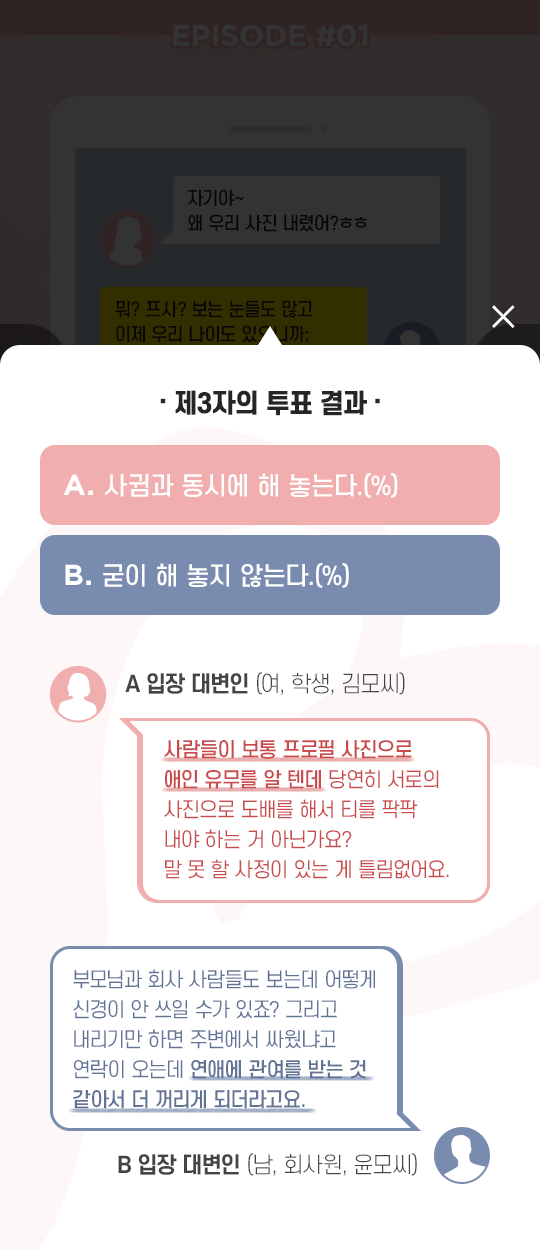 EPISODE #01
자기야~
왜 우리 사진 내렸어?ㅎㅎ
뭐? 프사? 보는 눈들도 많고
이제 우리 나이도 있으니까;
· 제3자의 투표 결과 ·
A. 사귐과 동시에 해 놓는다.(%)
B. 굳이 해 놓지 않는다.(%)
A 입장 대변인 (여, 학생, 김모씨)
사람들이 보통 프로필 사진으로
애인 유무를 알 텐데 당연히 서로의
사진으로 도배를 해서 티를 팍팍
내야 하는 거 아닌가요?
말 못 할 사정이 있는 게 틀림없어요.
부모님과 회사 사람들도 보는데 어떻게
신경이 안 쓰일 수가 있죠? 그리고
내리기만 하면 주변에서 싸웠냐고
연락이 오는데 연애에 관여를 받는 것
같아서 더 꺼리게 되더라고요.
B 입장 대변인 (남, 회사원, 윤모씨)